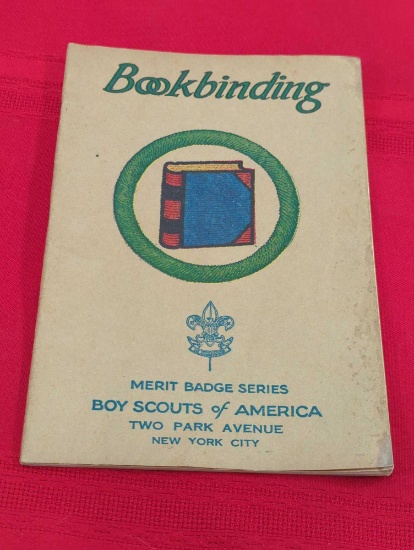 Bookbinding
MERIT BADGE SERIES
BOY SCOUTS of AMERICA
TWO PARK AVENUE
NEW YORK CITY